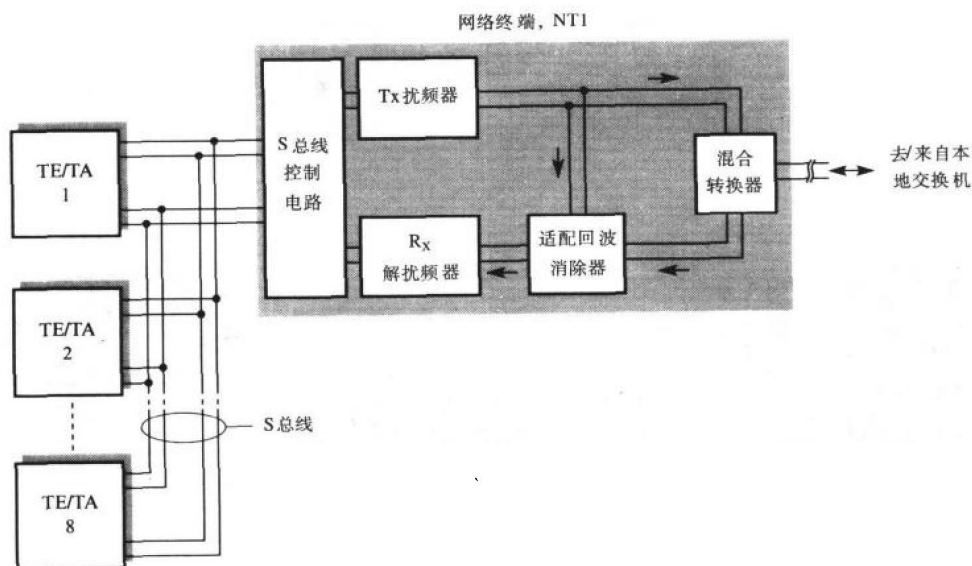 网络终端, NT1
Tx扰频器
S总线
控制
电路
混合
转换器
去/来自本
地交换机
RX
解扰频器
适配回波
消除器
TE/TA
1
TE/TA
2
S总线
TE/TA
8